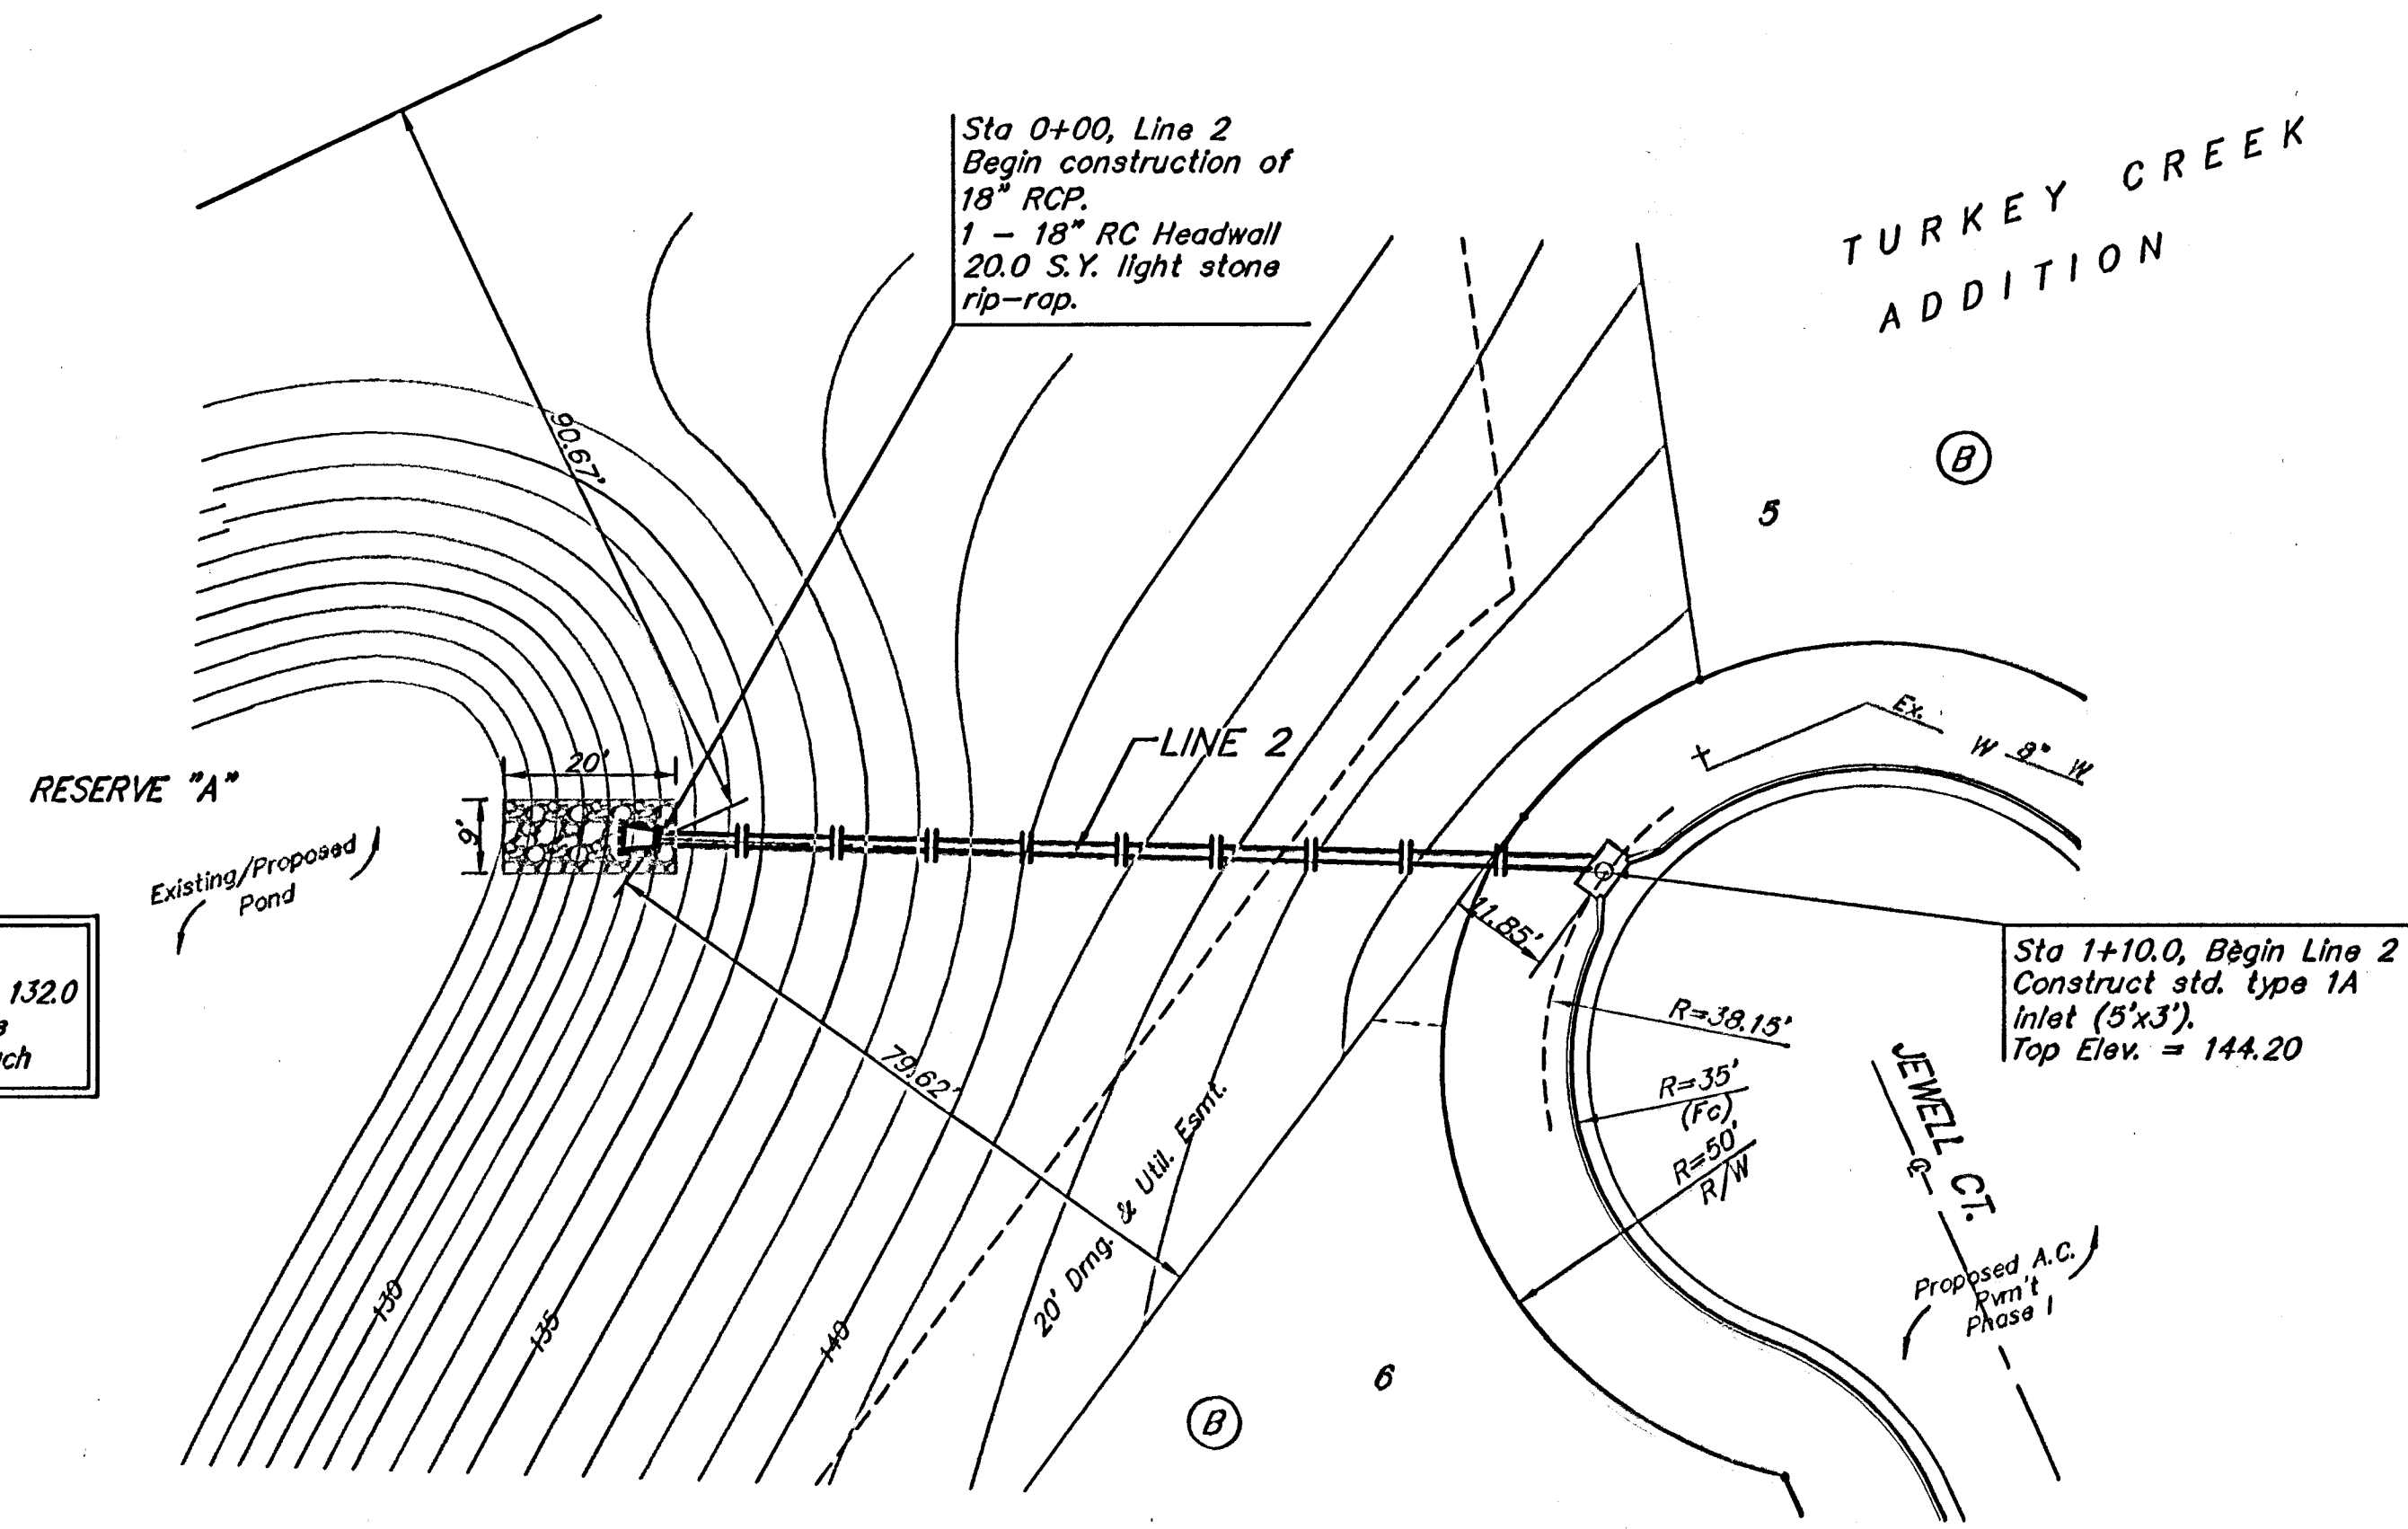 Sta 0+00, Line 2
Begin construction of
18" RCP.
1 - 18" RC Headwall
20.0 S.Y. light stone
rip-rap.
TURKEY CREEK
ADDITION
B
5
90.67'
LINE 2
Ex.
W 8" W
RESERVE "A"
20'
9'
Existing/Proposed
Pond
132.0
11.85'
Sta 1+10.0, Begin Line 2
Construct std. type 1A
inlet (5'x3').
Top Elev. = 144.20
R=38.15'
R=35'
(Fc)
R=50'
R/W
JEWELL CT.
79.62'
20' Drng. & Util. Esmt.
130
135
140
Proposed A.C.
Pvm't
Phase 1
6
B